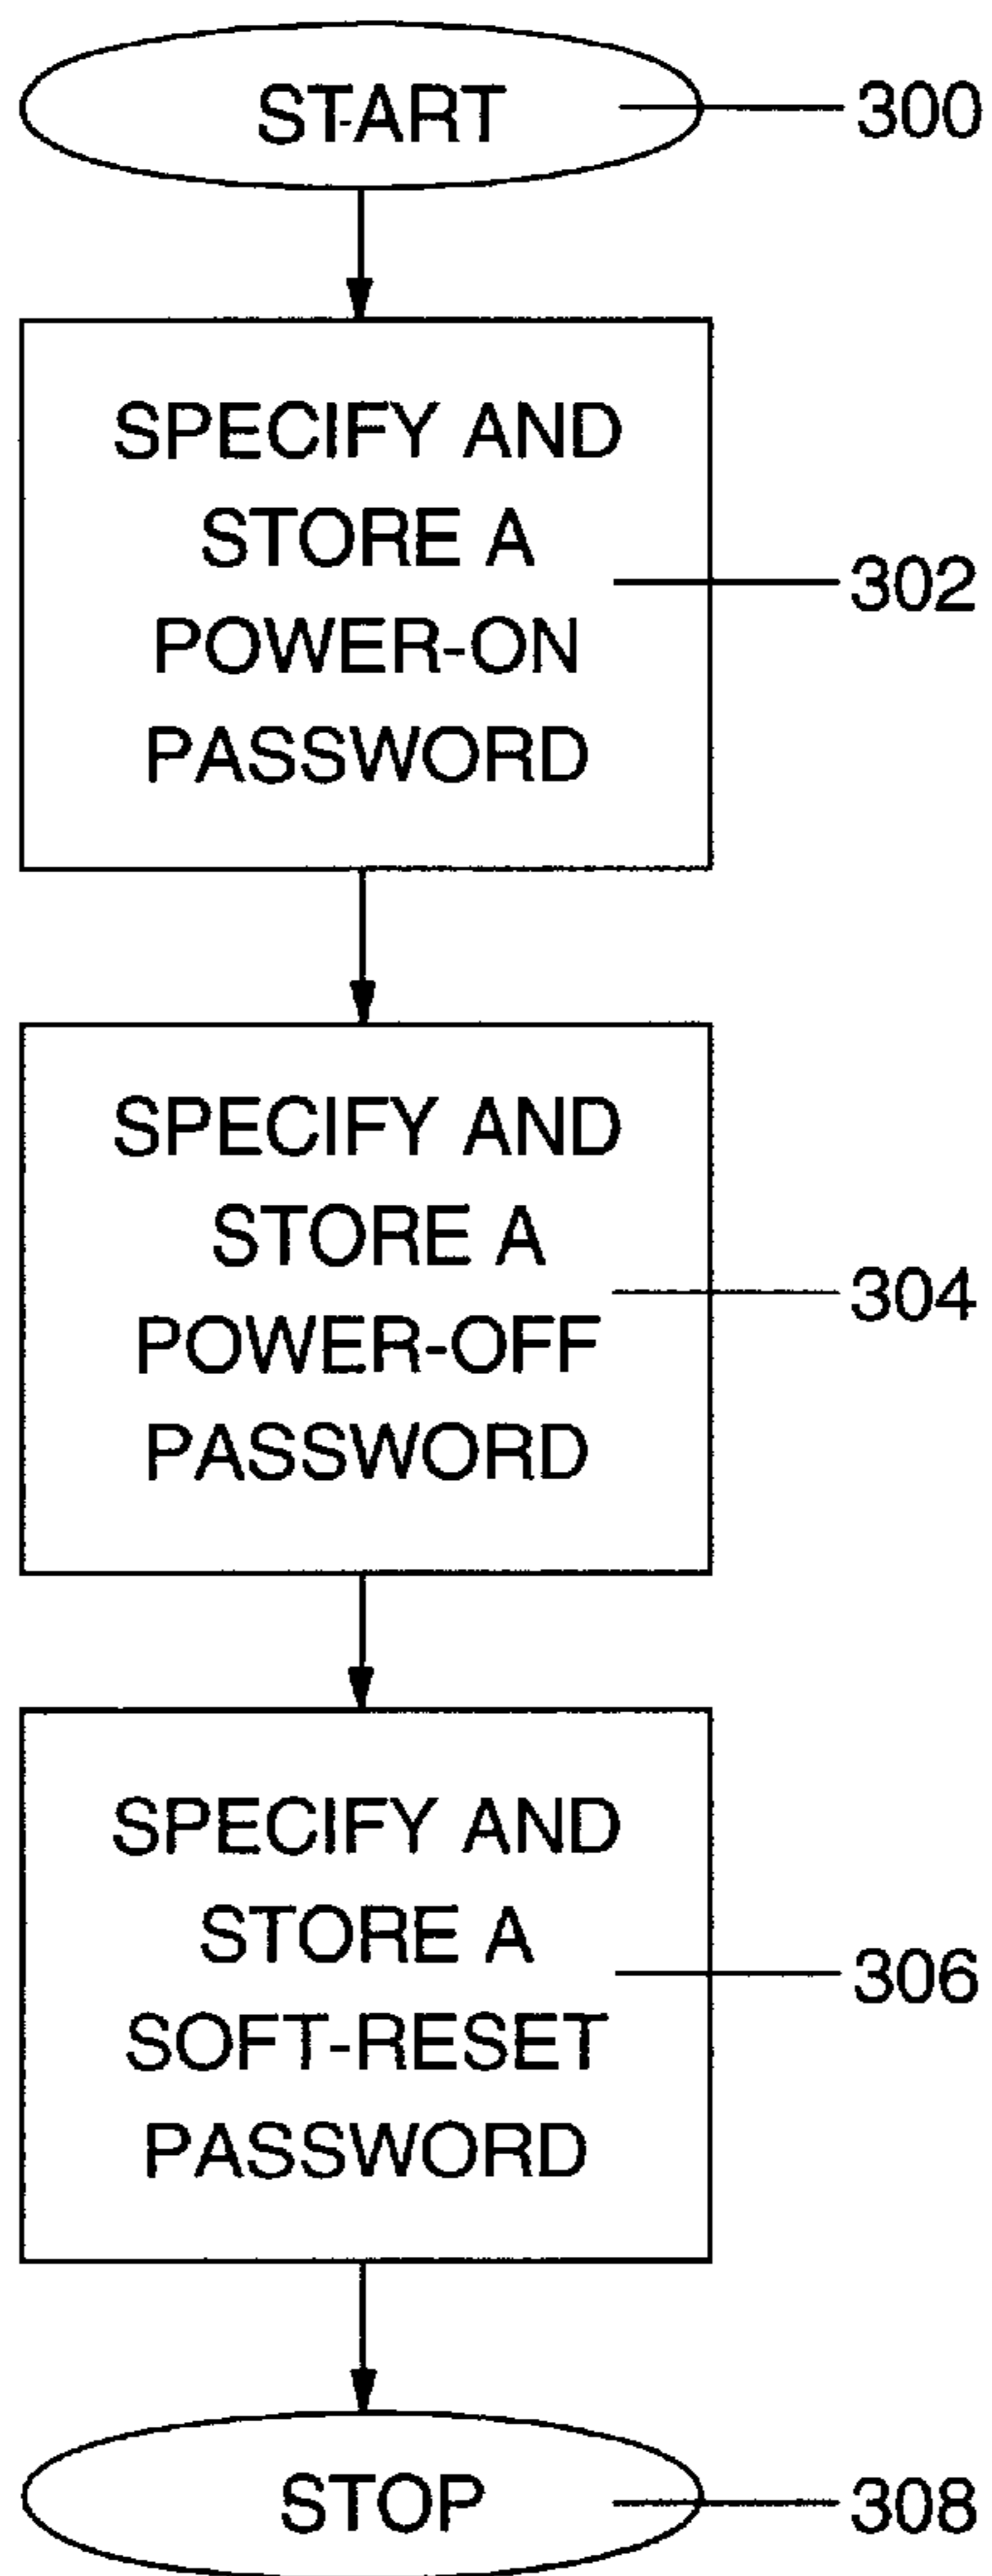 START
300
SPECIFY AND
STORE A
POWER-ON
PASSWORD
302
SPECIFY AND
STORE A
POWER-OFF
PASSWORD
304
SPECIFY AND
STORE A
SOFT-RESET
PASSWORD
306
STOP
308